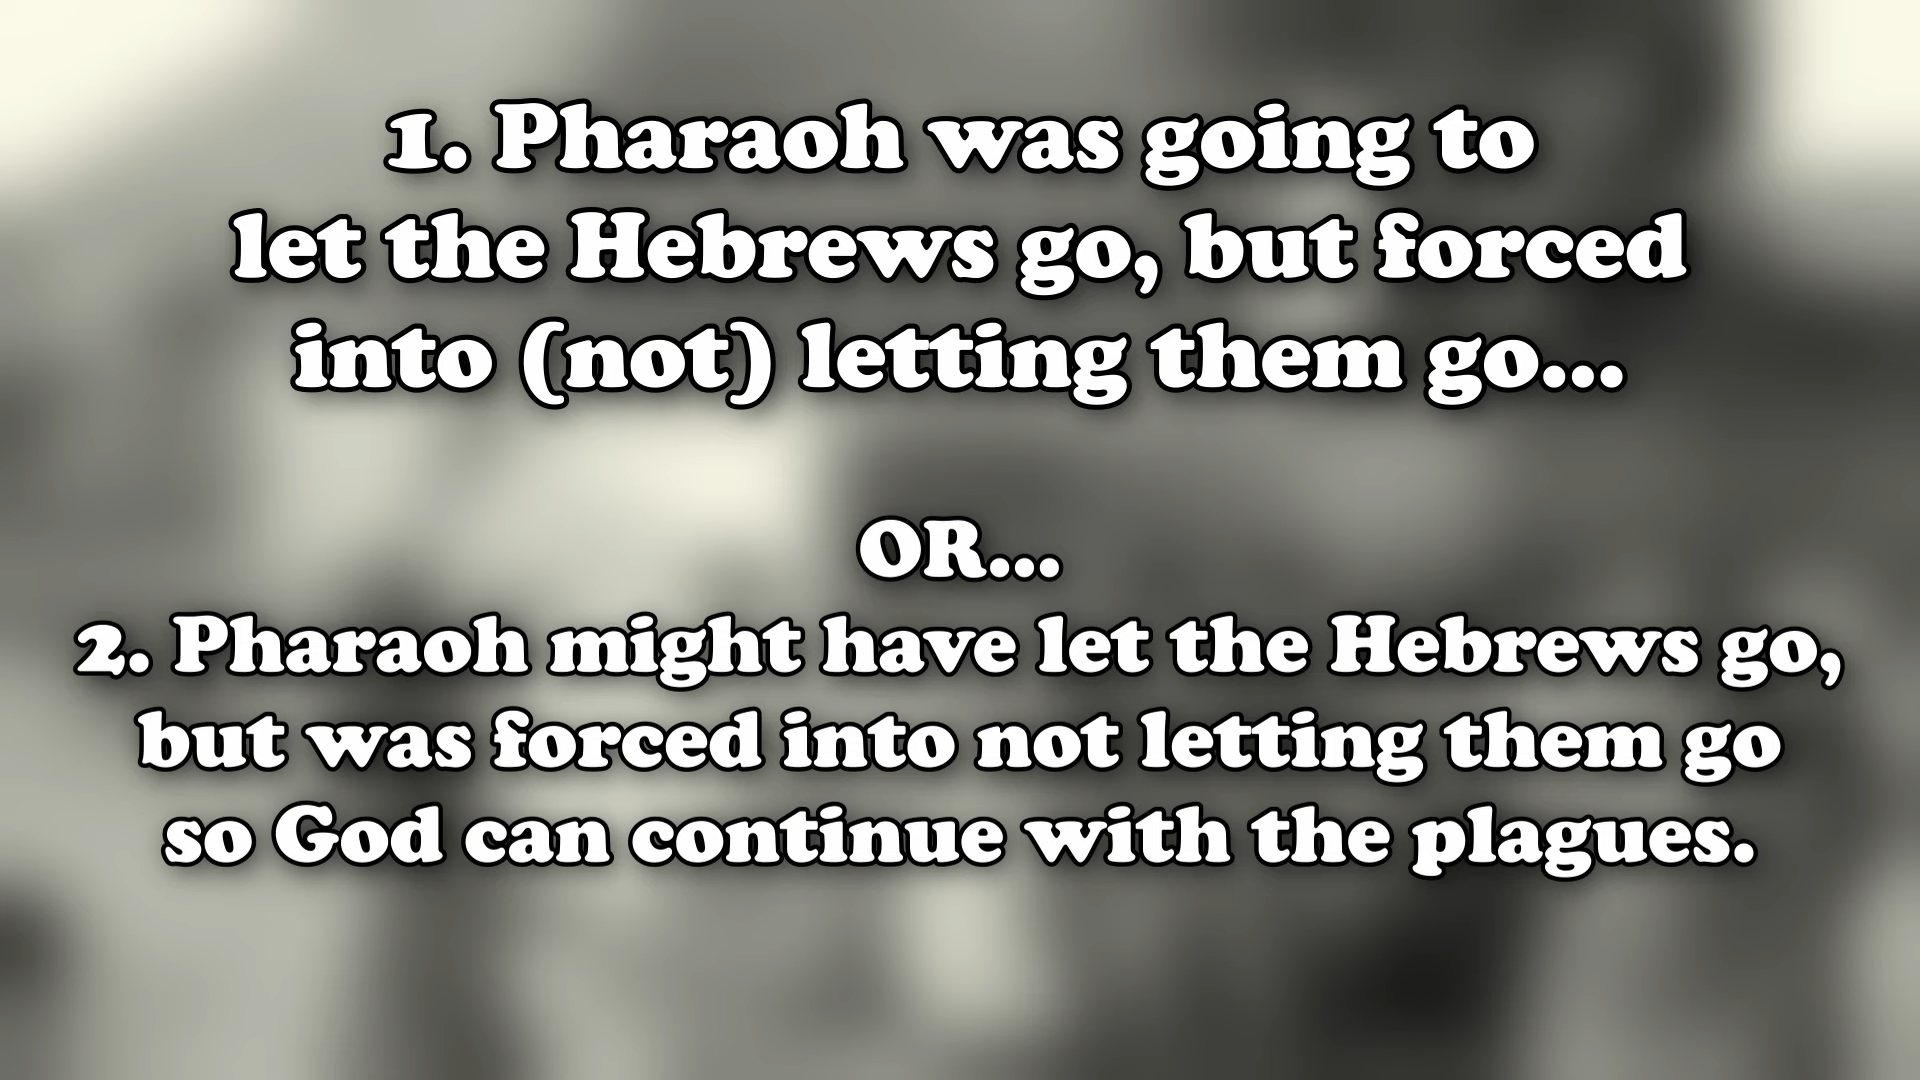 1. Pharaoh was going to
let the Hebrews go, but forced
into (not) letting them go...
OR...
2. Pharaoh might have let the Hebrews go,
but was forced into not letting them go
so God can continue with the plagues.